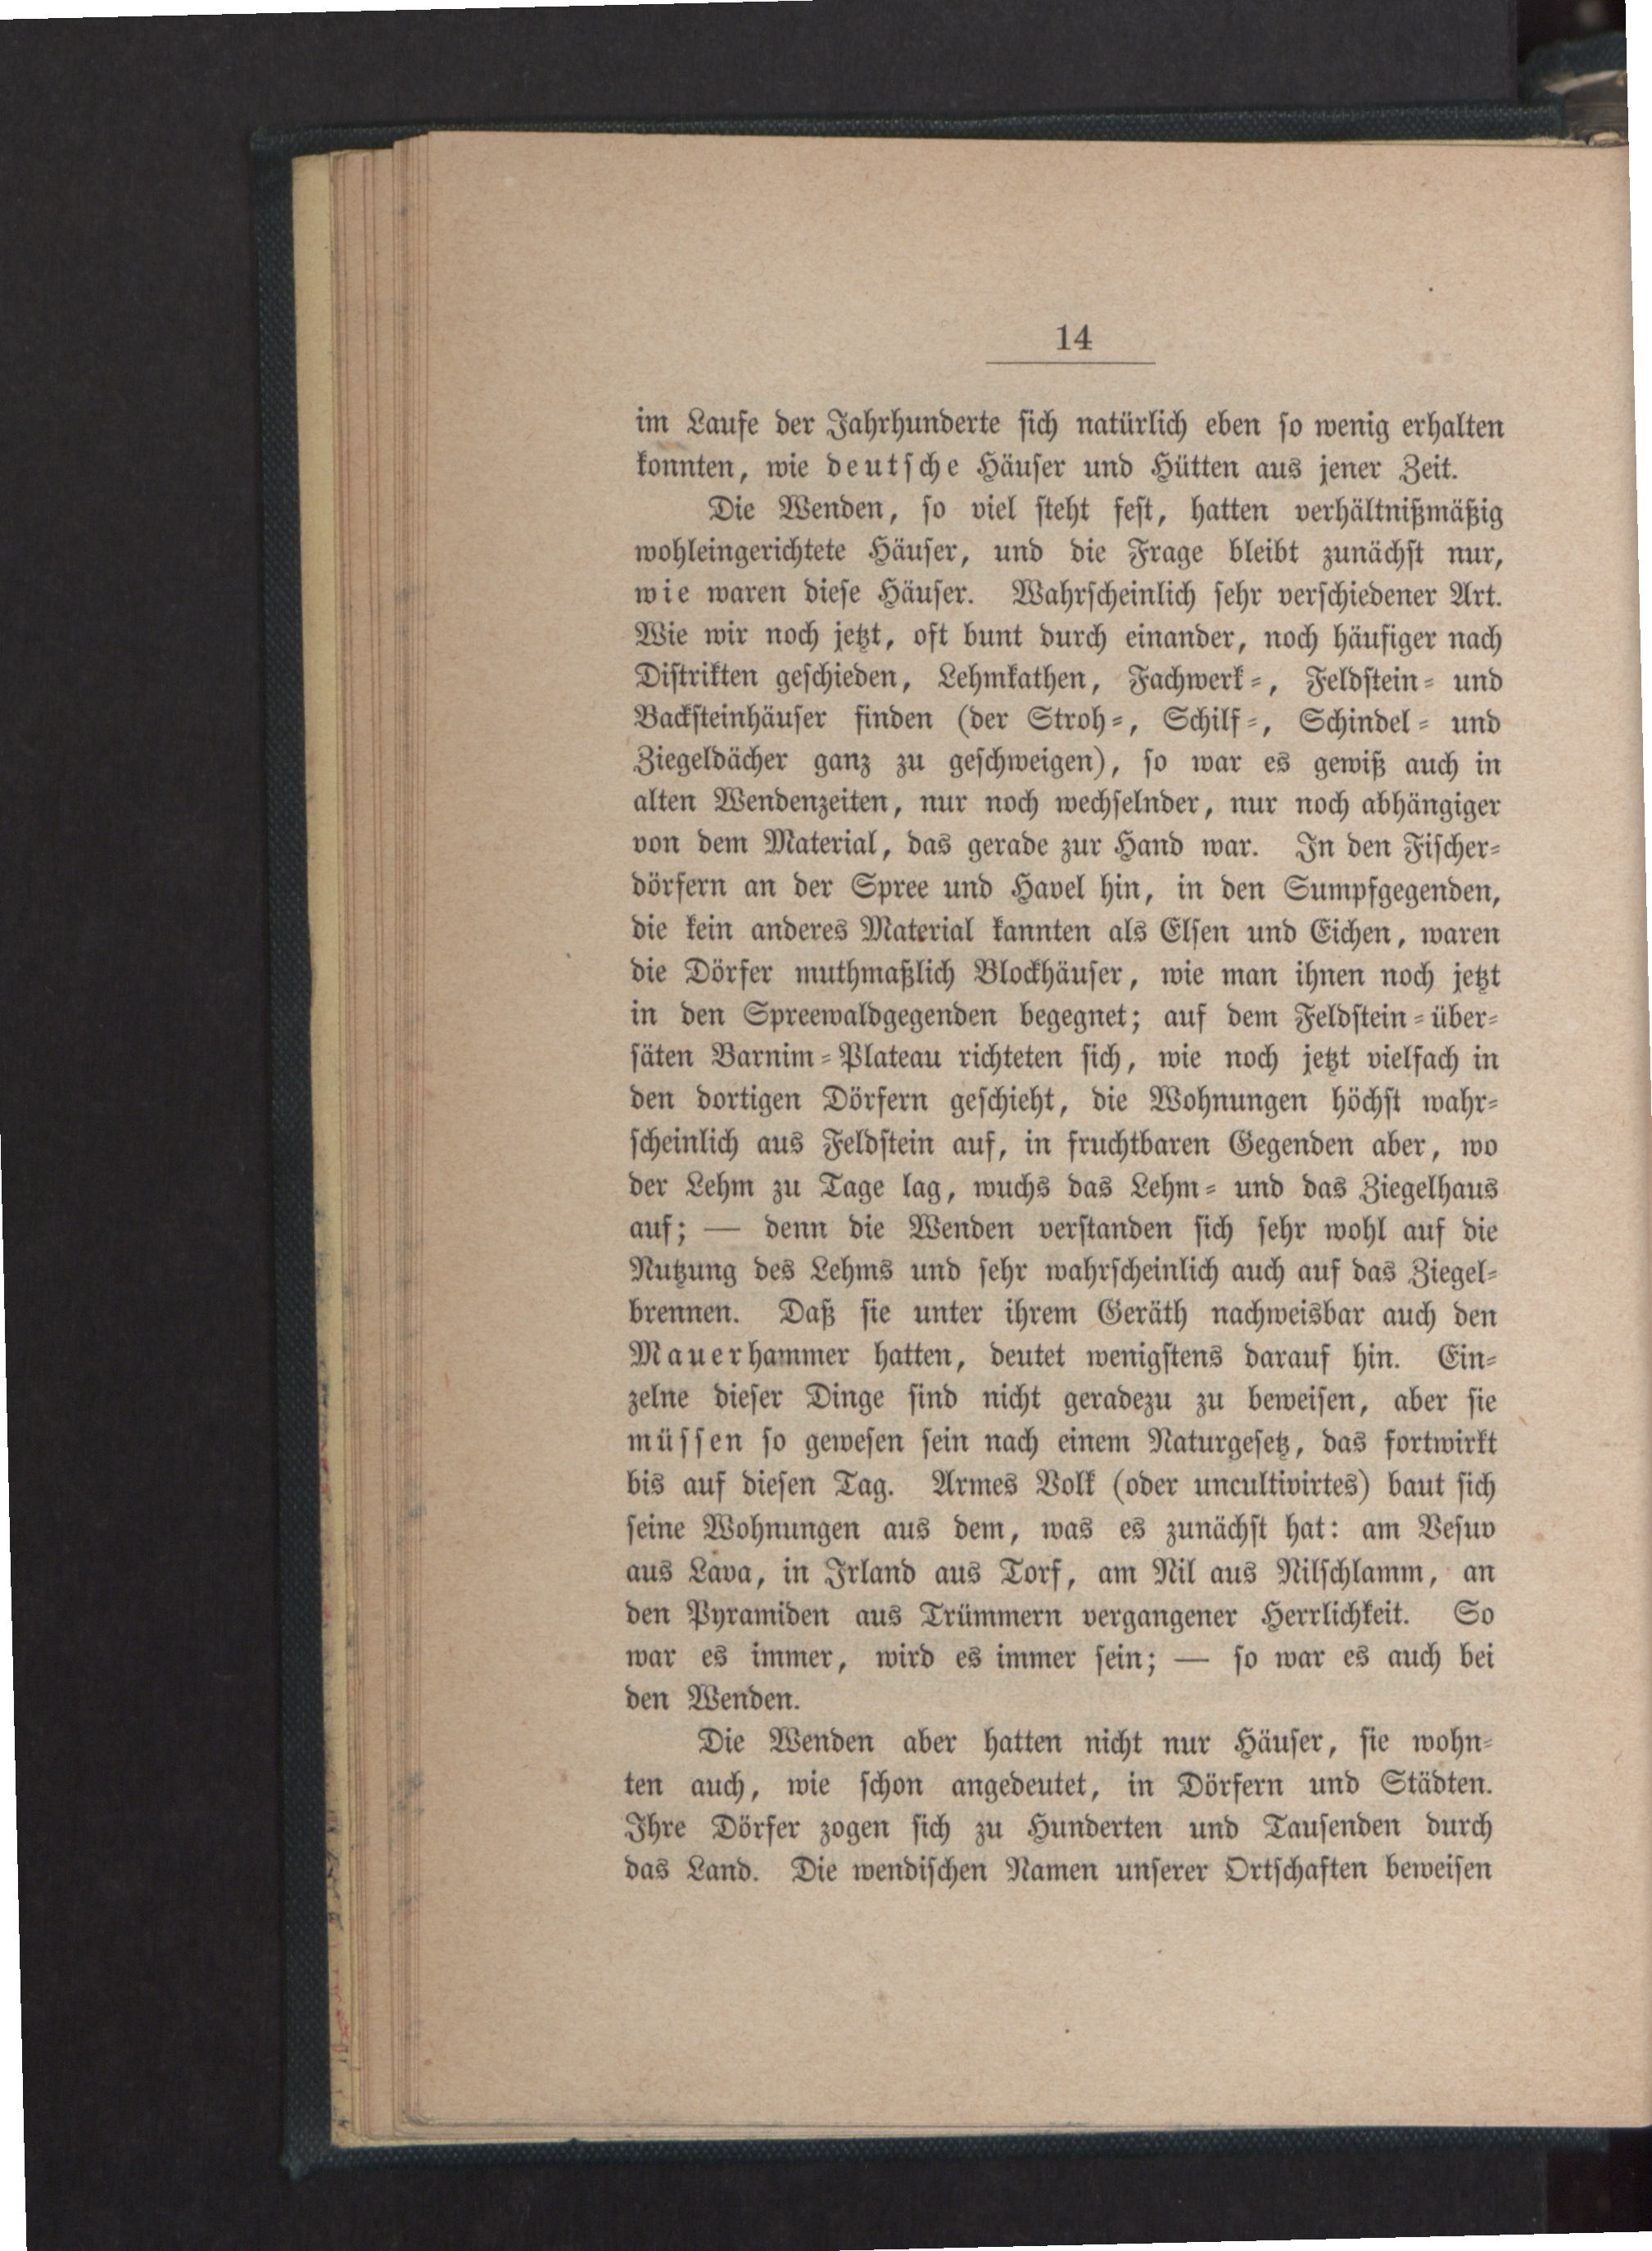 14
im Laufe der Jahrhunderte sich natürlich eben so wenig erhalten
konnten, wie deutsche Häuser und Hütten aus jener Zeit.
Die Wenden, so viel steht fest, hatten verhältnißmäßig
wohleingerichtete Häuser, und die Frage bleibt zunächst nur,
wie waren diese Häuser. Wahrscheinlich sehr verschiedener Art.
Wie wir noch jetzt, oft bunt durch einander, noch häufiger nach
Distrikten geschieden, Lehmkathen, Fachwerk-, Feldstein- und
Backsteinhäuser finden (der Stroh-, Schilf-, Schindel- und
Ziegeldächer ganz zu geschweigen), so war es gewiß auch in
alten Wendenzeiten, nur noch wechselnder, nur noch abhängiger
von dem Material, das gerade zur Hand war. In den Fischer-
dörfern an der Spree und Havel hin, in den Sumpfgegenden,
die kein anderes Material kannten als Elsen und Eichen, waren
die Dörfer muthmaßlich Blockhäuser, wie man ihnen noch jetzt
in den Spreewaldgegenden begegnet; auf dem Feldstein-über-
säten Barnim-Plateau richteten sich, wie noch jetzt vielfach in
den dortigen Dörfern geschieht, die Wohnungen höchst wahr-
scheinlich aus Feldstein auf, in fruchtbaren Gegenden aber, wo
der Lehm zu Tage lag, wuchs das Lehm- und das Ziegelhaus
auf; — denn die Wenden verstanden sich sehr wohl auf die
Nutzung des Lehms und sehr wahrscheinlich auch auf das Ziegel-
brennen. Daß sie unter ihrem Geräth nachweisbar auch den
Mauerhammer hatten, deutet wenigstens darauf hin. Ein-
zelne dieser Dinge sind nicht geradezu zu beweisen, aber sie
müssen so gewesen sein nach einem Naturgesetz, das fortwirkt
bis auf diesen Tag. Armes Volk (oder uncultivirtes) baut sich
seine Wohnungen aus dem, was es zunächst hat: am Vesuv
aus Lava, in Irland aus Torf, am Nil aus Nilschlamm, an
den Pyramiden aus Trümmern vergangener Herrlichkeit. So
war es immer, wird es immer sein; — so war es auch bei
den Wenden.
Die Wenden aber hatten nicht nur Häuser, sie wohn-
ten auch, wie schon angedeutet, in Dörfern und Städten.
Ihre Dörfer zogen sich zu Hunderten und Tausenden durch
das Land. Die wendischen Namen unserer Ortschaften beweisen